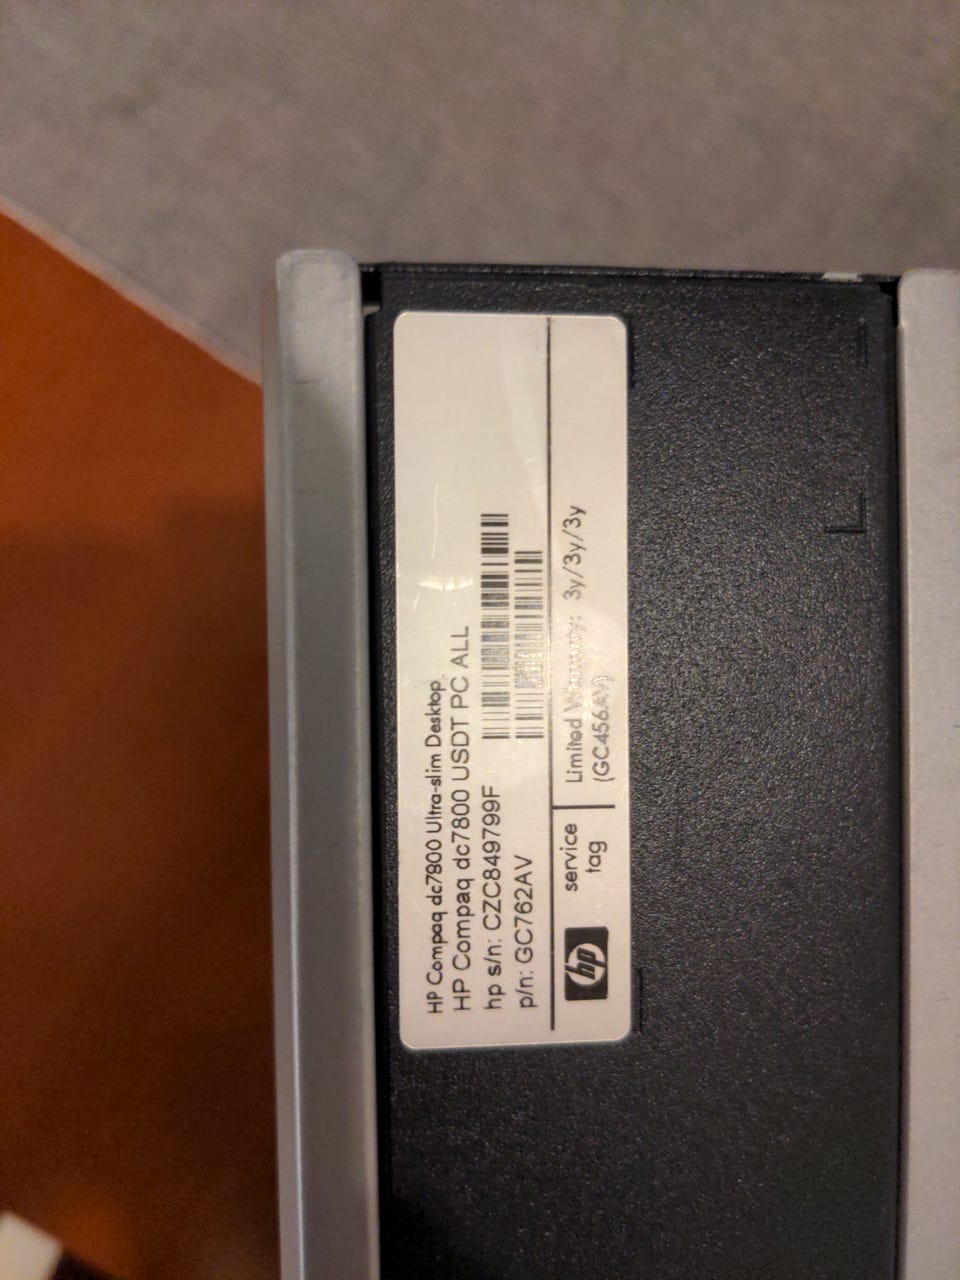 HP Compaq dc7800 Ultra-slim Desktop
HP Compaq dc7800 USDT PC ALL
hp s/n: CZC849799F
p/n: GC762AV
hp
service
tag
Limited Warranty: 3y/3y/3y
(GC456AV)